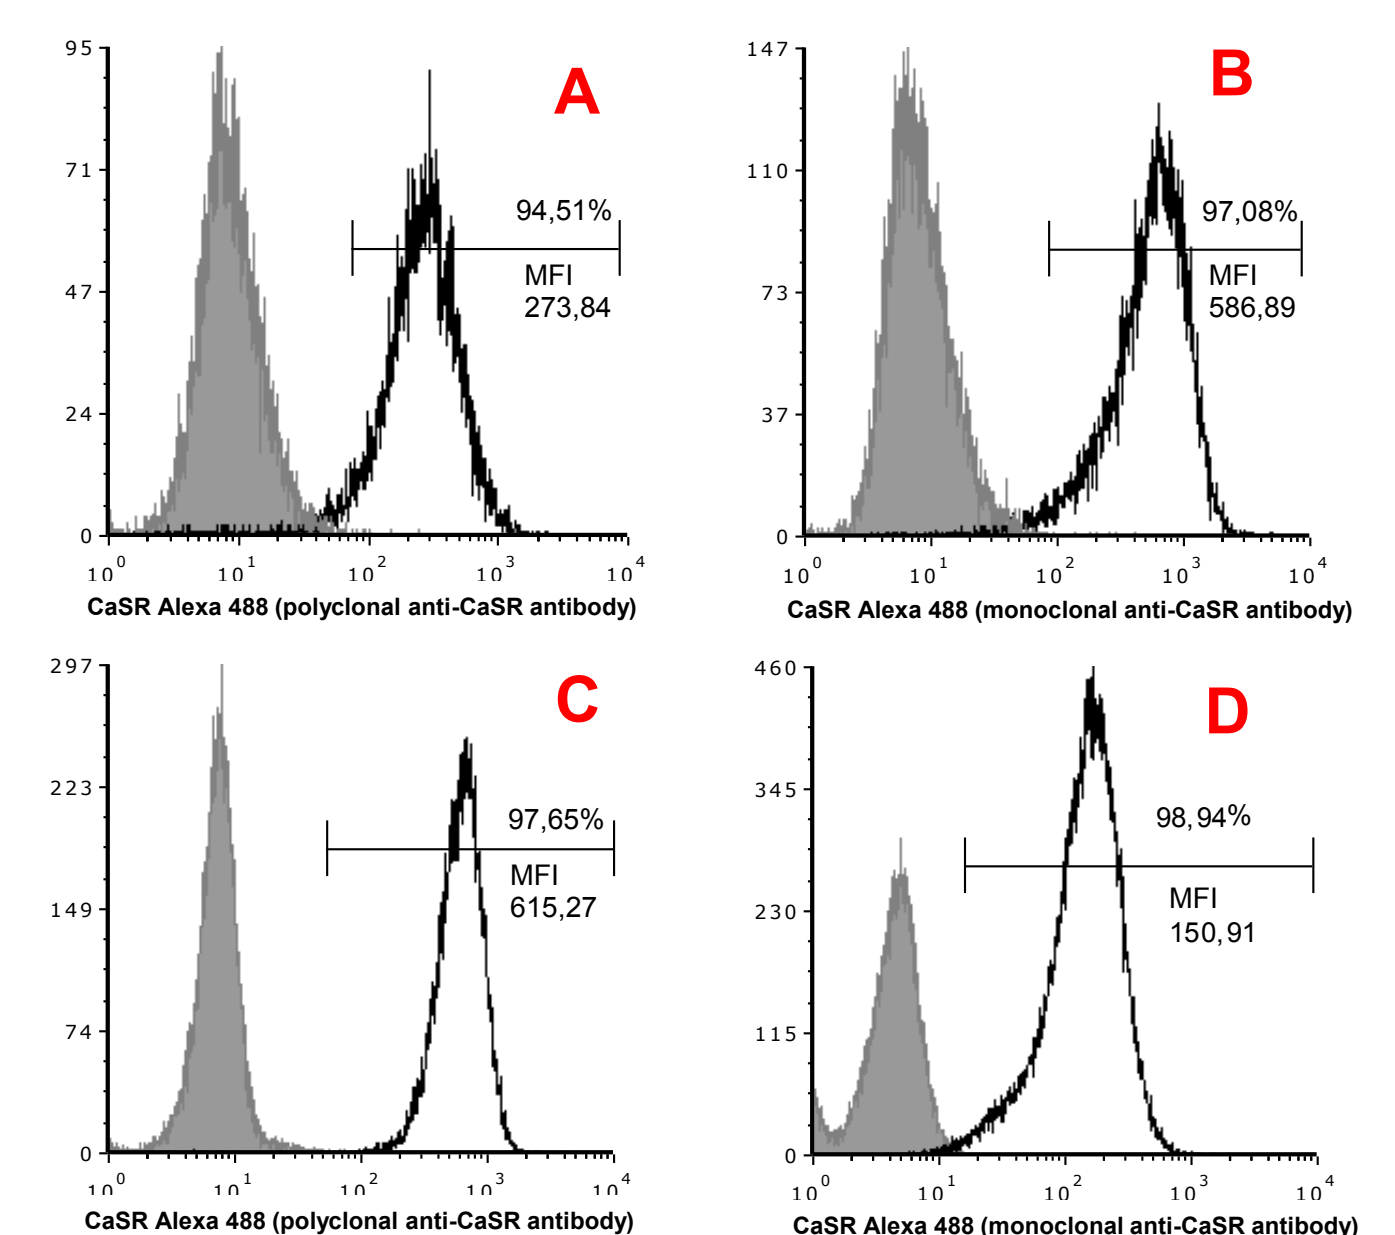 A
95
71
47
24
0
94,51%
MFI
273,84
10^0 10^1 10^2 10^3 10^4
CaSR Alexa 488 (polyclonal anti-CaSR antibody)
B
147
110
73
37
0
97,08%
MFI
586,89
10^0 10^1 10^2 10^3 10^4
CaSR Alexa 488 (monoclonal anti-CaSR antibody)
C
297
223
149
74
0
97,65%
MFI
615,27
10^0 10^1 10^2 10^3 10^4
CaSR Alexa 488 (polyclonal anti-CaSR antibody)
D
460
345
230
115
0
98,94%
MFI
150,91
10^0 10^1 10^2 10^3 10^4
CaSR Alexa 488 (monoclonal anti-CaSR antibody)